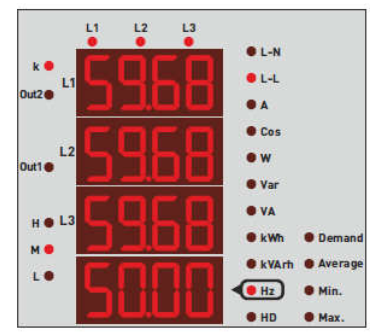 L1 L2 L3
L-N
k
L1 59.68
L-L
Out2
A
Cos
L2 59.68
Out1
W
Var
H L3 59.68
VA
M
kWh Demand
L
50.00
kVArh Average
Hz Min.
HD Max.